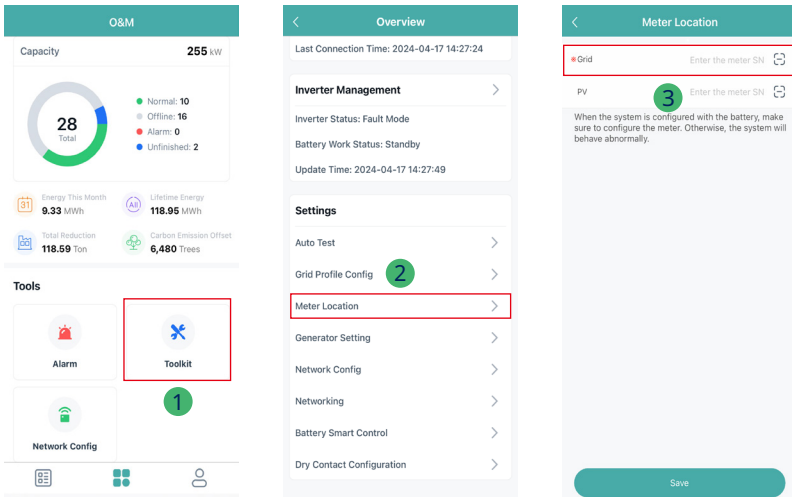 O&M
Capacity
255 kW
28
Total
Normal: 10
Offline: 16
Alarm: 0
Unfinished: 2
31
Energy This Month
9.33 MWh
All
Lifetime Energy
118.95 MWh
Total Reduction
118.59 Ton
Carbon Emission Offset
6,480 Trees
Tools
Alarm
Toolkit
1
Network Config
Overview
Last Connection Time: 2024-04-17 14:27:24
Inverter Management
Inverter Status: Fault Mode
Battery Work Status: Standby
Update Time: 2024-04-17 14:27:49
Settings
Auto Test
Grid Profile Config
2
Meter Location
Generator Setting
Network Config
Networking
Battery Smart Control
Dry Contact Configuration
Meter Location
※Grid
Enter the meter SN
PV
3
Enter the meter SN
When the system is configured with the battery, make
sure to configure the meter. Otherwise, the system will
behave abnormally.
Save